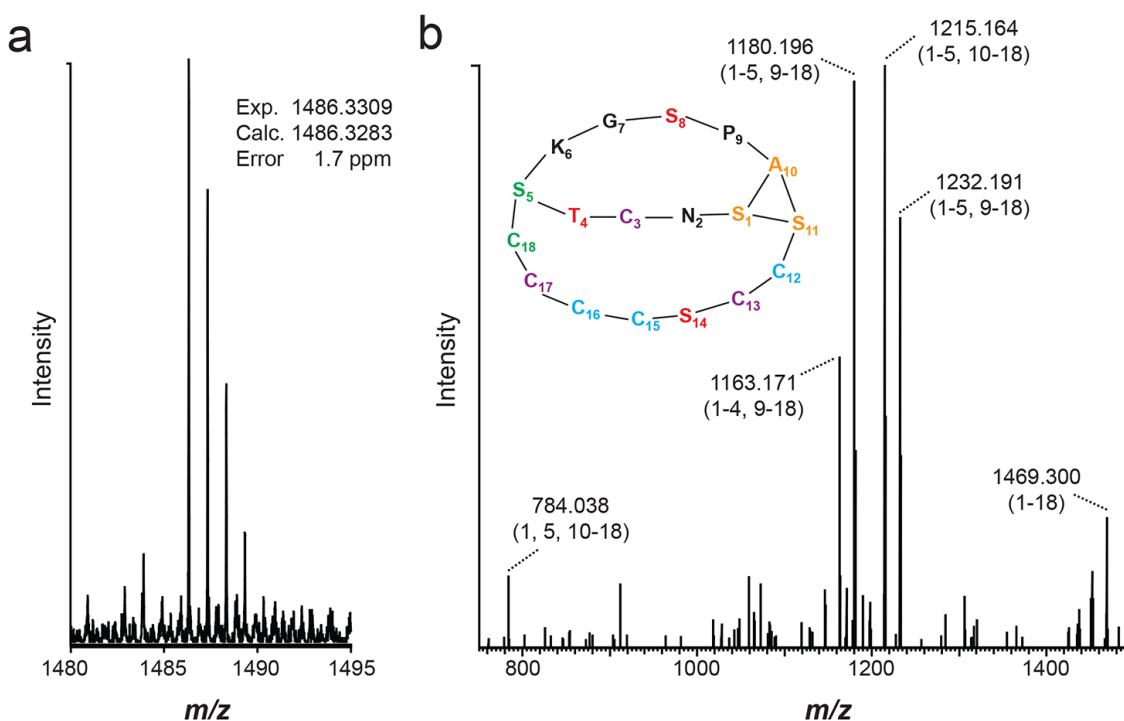 a
Exp. 1486.3309
Calc. 1486.3283
Error 1.7 ppm
Intensity
1480 1485 1490 1495
m/z
b
1180.196
(1-5, 9-18)
1215.164
(1-5, 10-18)
1232.191
(1-5, 9-18)
1163.171
(1-4, 9-18)
1469.300
(1-18)
784.038
(1, 5, 10-18)
K6 G7 S8 P9 A10
S5 T4 C3 N2 S1 S11
C18 C17 C16 C15 S14 C13 C12
Intensity
800 1000 1200 1400
m/z